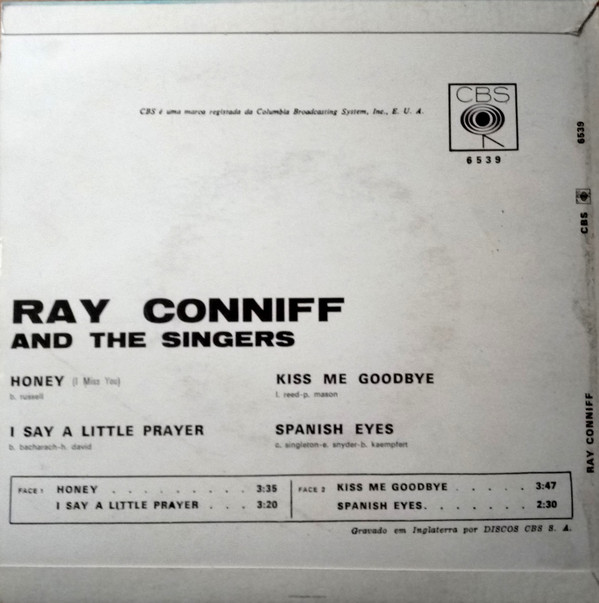 CBS é uma marca registada da Columbia Broadcasting System, Inc., E. U. A.
CBS
6539
6539
CBS
RAY CONNIFF
RAY CONNIFF
AND THE SINGERS
HONEY (I Miss You)
b. russell
KISS ME GOODBYE
l. reed-p. mason
I SAY A LITTLE PRAYER
b. bacharach-h. david
SPANISH EYES
c. singleton-e. snyder-b. kaempfert
FACE 1 HONEY . . . . . . . . . 3:35
I SAY A LITTLE PRAYER . . . 3:20
FACE 2 KISS ME GOODBYE . . . . . 3:47
SPANISH EYES. . . . . . . 2:30
Gravado em Inglaterra por DISCOS CBS S. A.